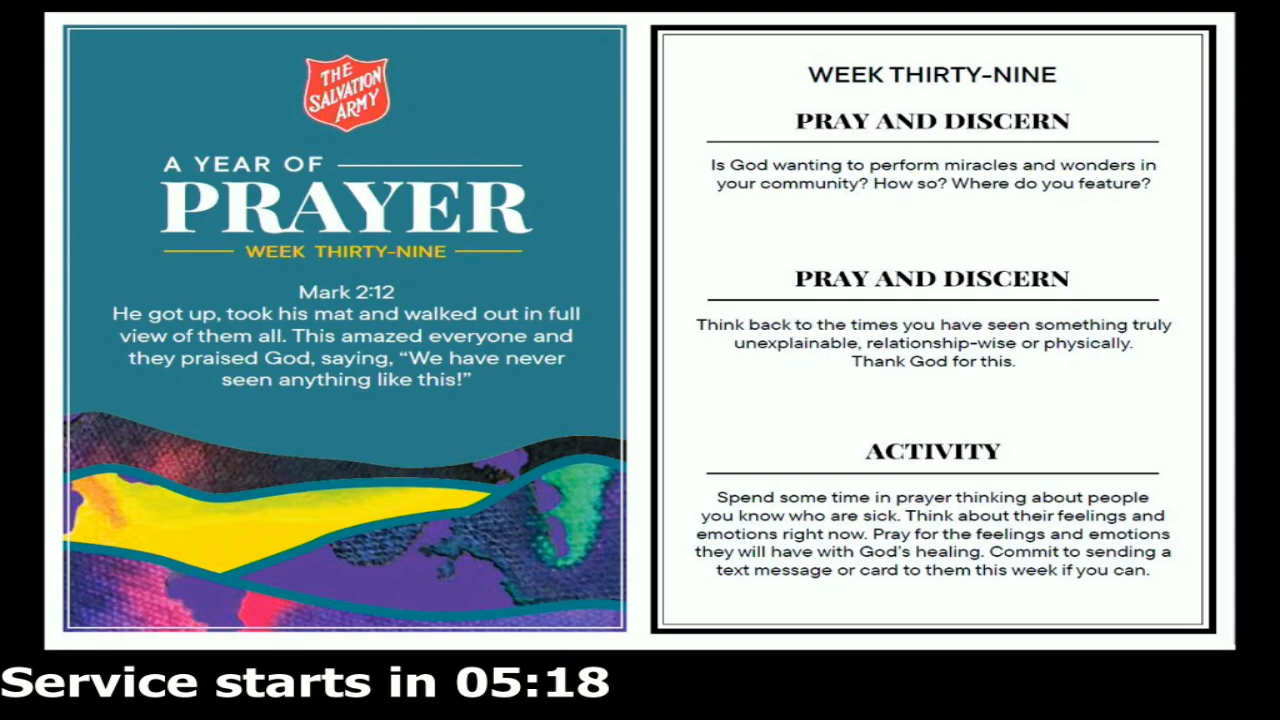 THE
SALVATION
ARMY
A YEAR OF
PRAYER
WEEK THIRTY-NINE
Mark 2:12
He got up, took his mat and walked out in full
view of them all. This amazed everyone and
they praised God, saying, “We have never
seen anything like this!”
WEEK THIRTY-NINE
PRAY AND DISCERN
Is God wanting to perform miracles and wonders in
your community? How so? Where do you feature?
PRAY AND DISCERN
Think back to the times you have seen something truly
unexplainable, relationship-wise or physically.
Thank God for this.
ACTIVITY
Spend some time in prayer thinking about people
you know who are sick. Think about their feelings and
emotions right now. Pray for the feelings and emotions
they will have with God’s healing. Commit to sending a
text message or card to them this week if you can.
Service starts in 05:18